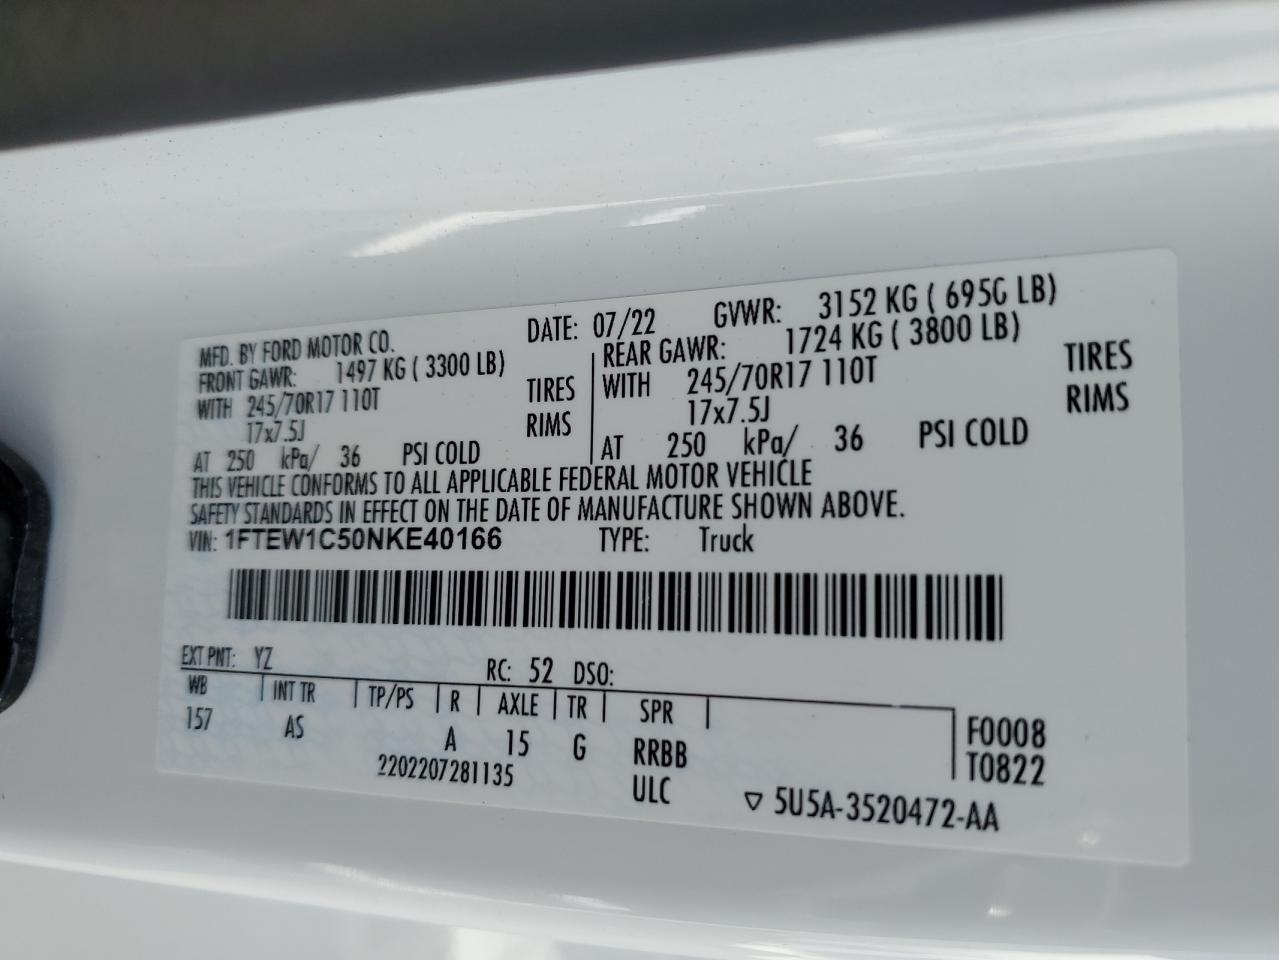 MFD. BY FORD MOTOR CO. DATE: 07/22 GVWR: 3152 KG ( 6950 LB)
FRONT GAWR: 1497 KG ( 3300 LB) REAR GAWR: 1724 KG ( 3800 LB)
WITH 245/70R17 110T TIRES WITH 245/70R17 110T TIRES
17x7.5J RIMS 17x7.5J RIMS
AT 250 kPa/ 36 PSI COLD AT 250 kPa/ 36 PSI COLD
THIS VEHICLE CONFORMS TO ALL APPLICABLE FEDERAL MOTOR VEHICLE
SAFETY STANDARDS IN EFFECT ON THE DATE OF MANUFACTURE SHOWN ABOVE.
VIN: 1FTEW1C50NKE40166 TYPE: Truck
EXT PNT: YZ RC: 52 DSO:
WB INT TR TP/PS R AXLE TR SPR F0008
157 AS A 15 G RRBB T0822
2202207281135 ULC ▽ 5U5A-3520472-AA